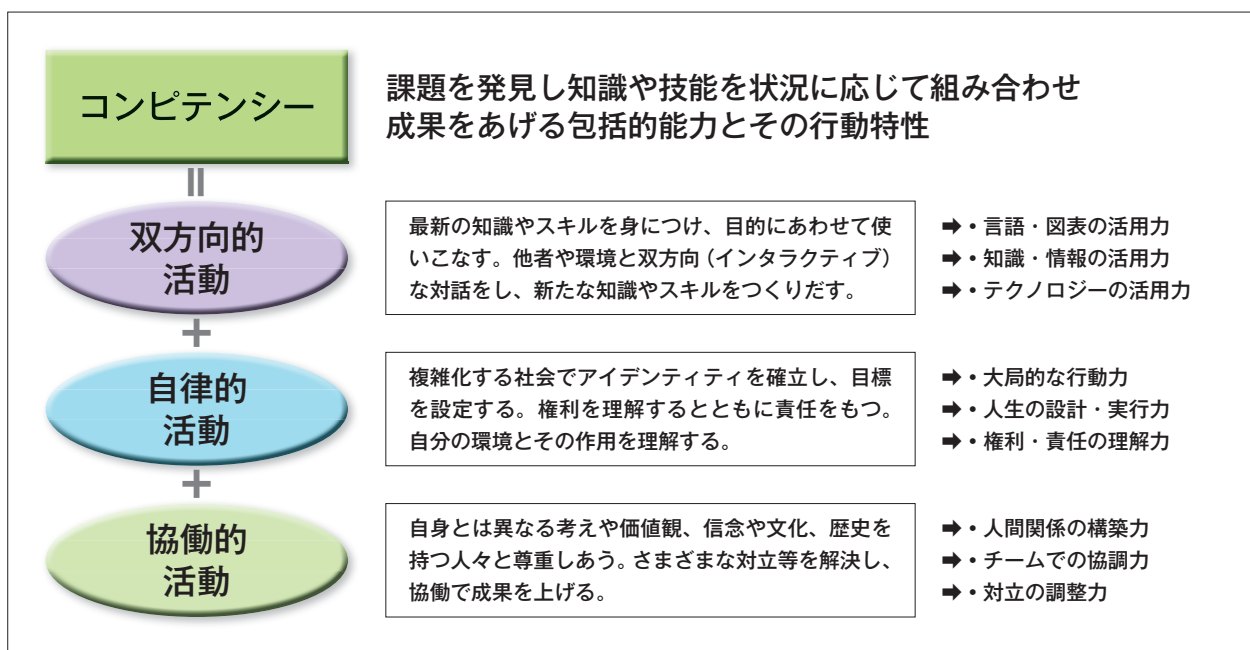 コンピテンシー
課題を発見し知識や技能を状況に応じて組み合わせ
成果をあげる包括的能力とその行動特性
=
双方向的
活動
最新の知識やスキルを身につけ、目的にあわせて使
いこなす。他者や環境と双方向（インタラクティブ）
な対話をし、新たな知識やスキルをつくりだす。
➡・言語・図表の活用力
➡・知識・情報の活用力
➡・テクノロジーの活用力
+
自律的
活動
複雑化する社会でアイデンティティを確立し、目標
を設定する。権利を理解するとともに責任をもつ。
自分の環境とその作用を理解する。
➡・大局的な行動力
➡・人生の設計・実行力
➡・権利・責任の理解力
+
協働的
活動
自身とは異なる考えや価値観、信念や文化、歴史を
持つ人々と尊重しあう。さまざまな対立等を解決し、
協働で成果を上げる。
➡・人間関係の構築力
➡・チームでの協調力
➡・対立の調整力